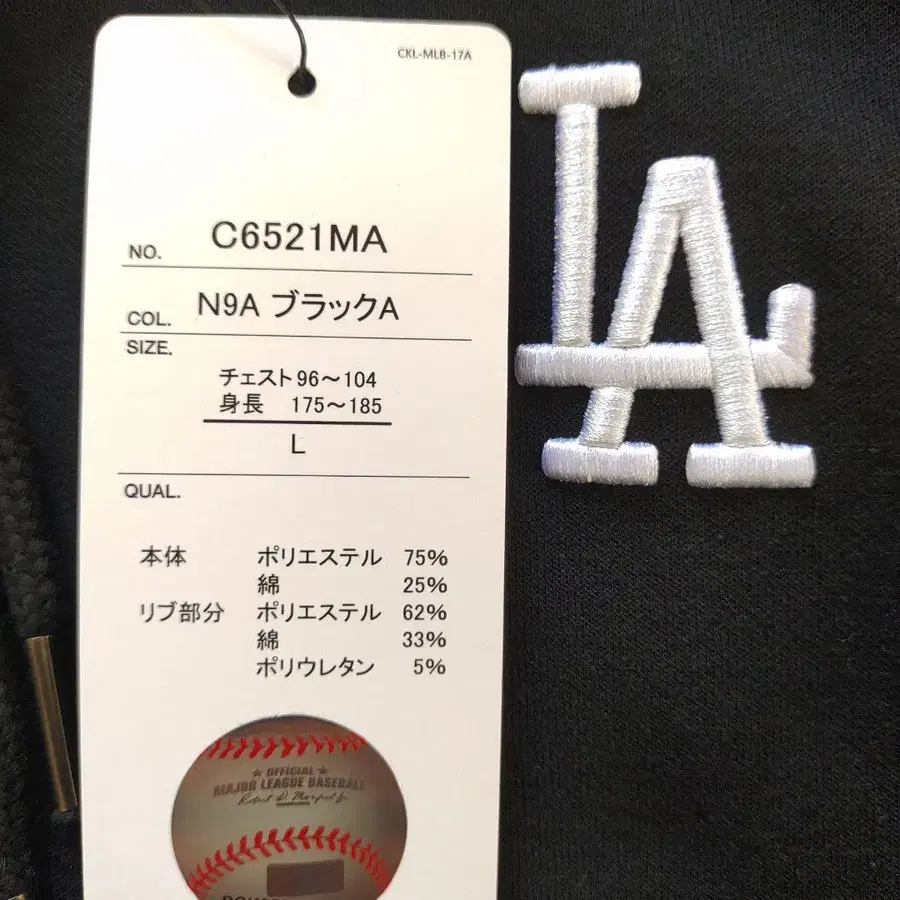 CKL-MLB-17A
NO. C6521MA
COL. N9A ブラックA
SIZE.
チェスト96～104
身長 175～185
L
QUAL.
本体 ポリエステル 75%
綿 25%
リブ部分 ポリエステル 62%
綿 33%
ポリウレタン 5%
★ OFFICIAL ★
MAJOR LEAGUE BASEBALL
LA